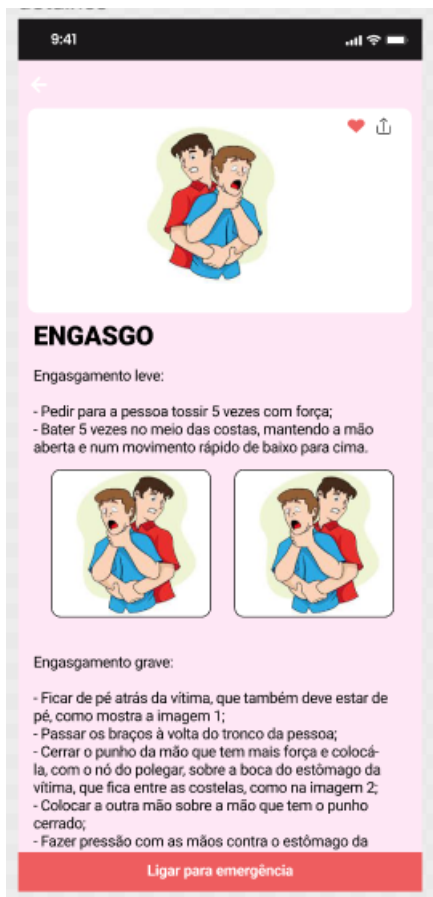 9:41
ENGASGO
Engasgamento leve:
- Pedir para a pessoa tossir 5 vezes com força;
- Bater 5 vezes no meio das costas, mantendo a mão
aberta e num movimento rápido de baixo para cima.
Engasgamento grave:
- Ficar de pé atrás da vítima, que também deve estar de
pé, como mostra a imagem 1;
- Passar os braços à volta do tronco da pessoa;
- Cerrar o punho da mão que tem mais força e colocá-
la, com o nó do polegar, sobre a boca do estômago da
vítima, que fica entre as costelas, como na imagem 2;
- Colocar a outra mão sobre a mão que tem o punho
cerrado;
- Fazer pressão com as mãos contra o estômago da
Ligar para emergência